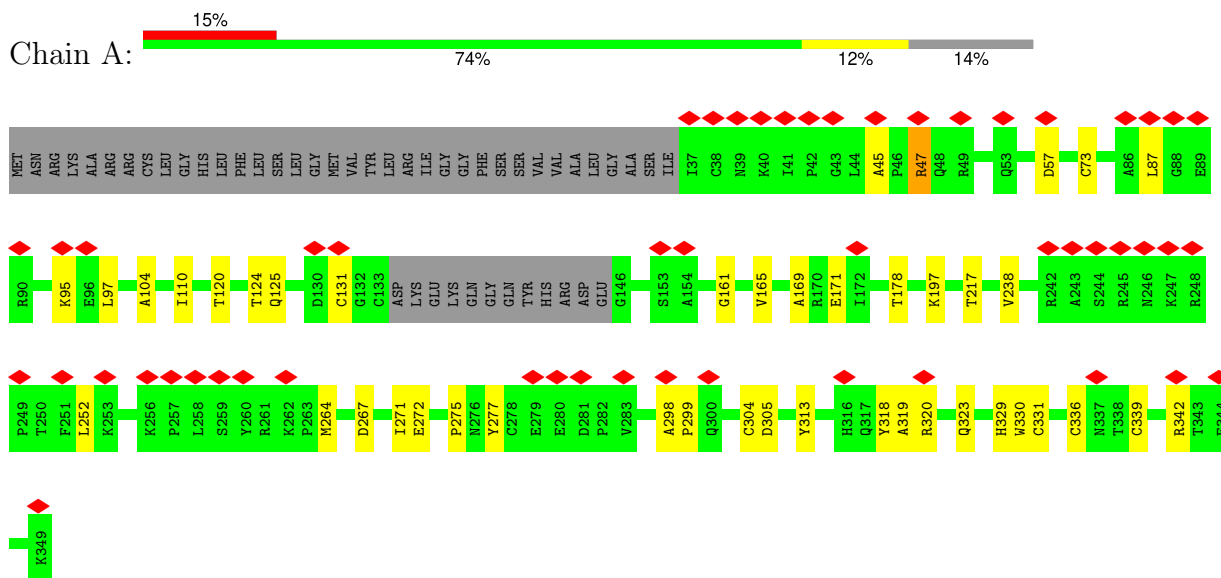 15%
Chain A:
74% 12% 14%
MET ASN ARG LYS ALA ARG ARG CYS LEU GLY HIS LEU PHE LEU SER LEU GLY MET VAL TYR LEU ARG ILE GLY GLY PHE SER SER VAL VAL ALA LEU GLY ALA SER ILE I37 C38 N39 K40 I41 P42 G43 L44 A45 P46 R47 Q48 R49 Q53 D57 C73 A86 L87 G88 E89
R90 K95 E96 L97 A104 I110 T120 T124 Q125 D130 C131 G132 C133 ASP LYS GLU LYS GLN GLY GLN TYR HIS ARG ASP GLU G146 S153 A154 G161 V165 A169 R170 E171 I172 T178 K197 T217 V238 R242 A243 S244 R245 N246 K247 R248
P249 T250 F251 L252 K253 K256 P257 L258 S259 Y260 R261 K262 P263 M264 D267 I271 E272 P275 N276 Y277 C278 E279 E280 D281 P282 V283 A298 P299 Q300 C304 D305 Y313 H316 Q317 Y318 A319 R320 Q323 H329 W330 C331 C336 N337 T338 C339 R342 T343
K349